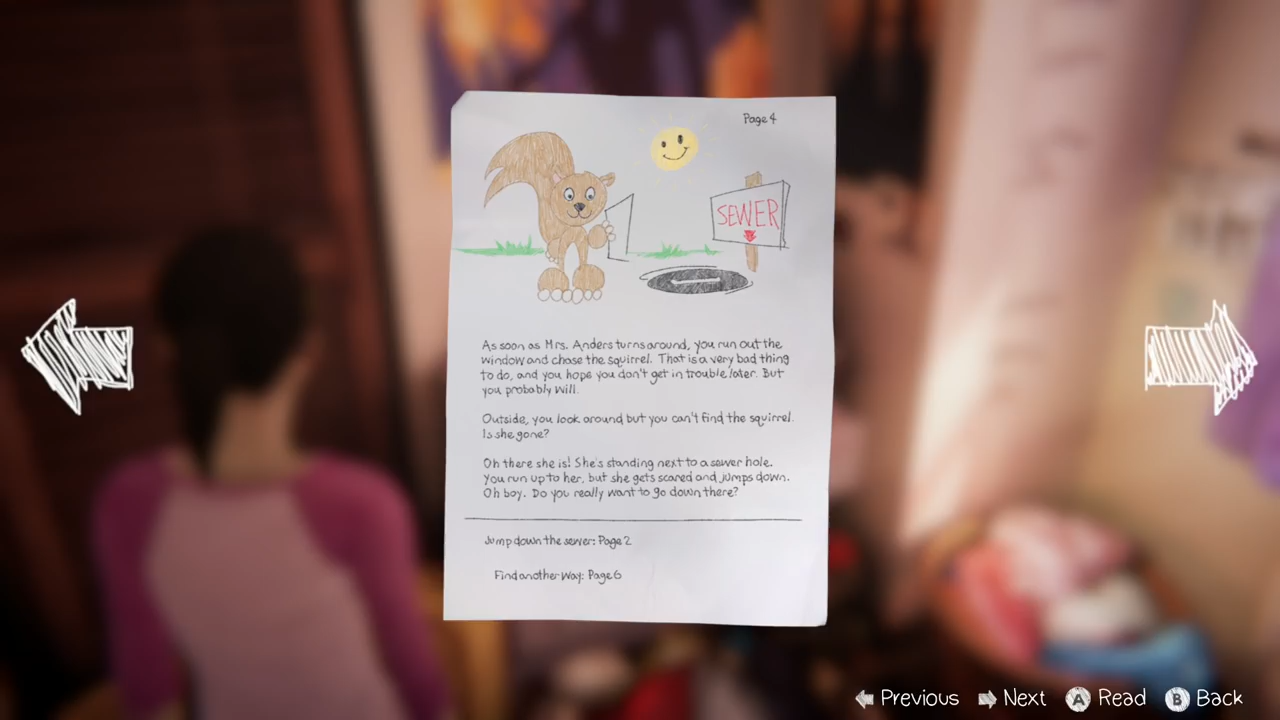 Page 4
SEWER
As soon as Mrs. Anders turns around, you run out the
window and chase the squirrel. That is a very bad thing
to do, and you hope you don't get in trouble later. But
you probably will.
Outside, you look around but you can't find the squirrel.
Is she gone?
Oh there she is! She's standing next to a sewer hole.
You run up to her, but she gets scared and jumps down.
Oh boy. Do you really want to go down there?
Jump down the sewer: Page 2
Find another Way: Page 6
Previous Next A Read B Back